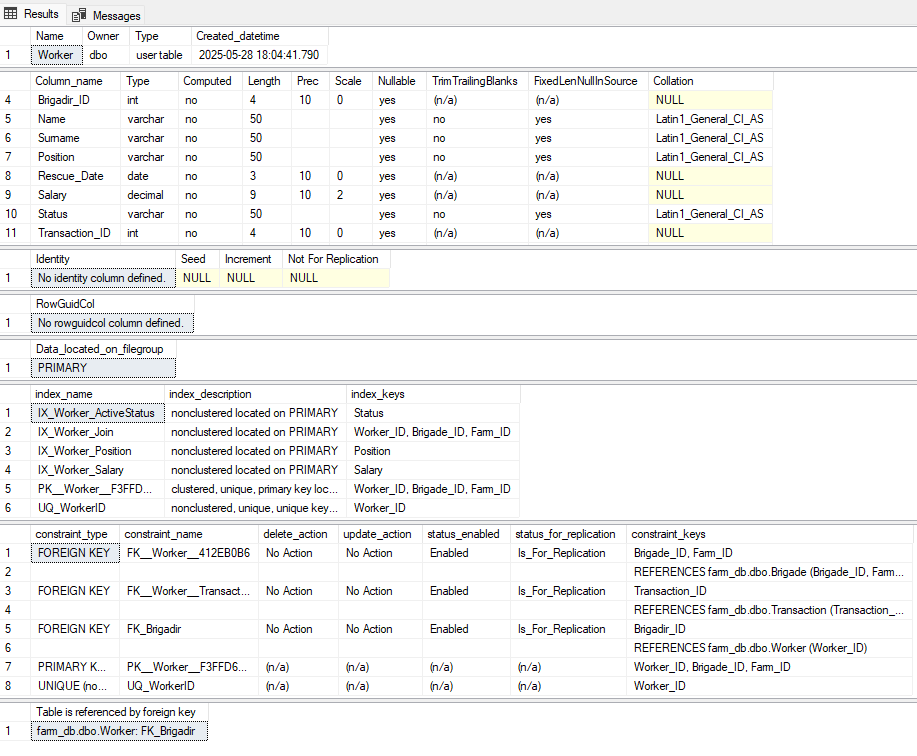 Results Messages
Name Owner Type Created_datetime
1 Worker dbo user table 2025-05-28 18:04:41.790
Column_name Type Computed Length Prec Scale Nullable TrimTrailingBlanks FixedLenNullInSource Collation
4 Brigadir_ID int no 4 10 0 yes (n/a) (n/a) NULL
5 Name varchar no 50 yes no yes Latin1_General_CI_AS
6 Surname varchar no 50 yes no yes Latin1_General_CI_AS
7 Position varchar no 50 yes no yes Latin1_General_CI_AS
8 Rescue_Date date no 3 10 0 yes (n/a) (n/a) NULL
9 Salary decimal no 9 10 2 yes (n/a) (n/a) NULL
10 Status varchar no 50 yes no yes Latin1_General_CI_AS
11 Transaction_ID int no 4 10 0 yes (n/a) (n/a) NULL
Identity Seed Increment Not For Replication
1 No identity column defined. NULL NULL NULL
RowGuidCol
1 No rowguidcol column defined.
Data_located_on_filegroup
1 PRIMARY
index_name index_description index_keys
1 IX_Worker_ActiveStatus nonclustered located on PRIMARY Status
2 IX_Worker_Join nonclustered located on PRIMARY Worker_ID, Brigade_ID, Farm_ID
3 IX_Worker_Position nonclustered located on PRIMARY Position
4 IX_Worker_Salary nonclustered located on PRIMARY Salary
5 PK__Worker__F3FFD... clustered, unique, primary key loc... Worker_ID, Brigade_ID, Farm_ID
6 UQ_WorkerID nonclustered, unique, unique key... Worker_ID
constraint_type constraint_name delete_action update_action status_enabled status_for_replication constraint_keys
1 FOREIGN KEY FK__Worker__412EB0B6 No Action No Action Enabled Is_For_Replication Brigade_ID, Farm_ID
2 REFERENCES farm_db.dbo.Brigade (Brigade_ID, Farm...
3 FOREIGN KEY FK__Worker__Transact... No Action No Action Enabled Is_For_Replication Transaction_ID
4 REFERENCES farm_db.dbo.Transaction (Transaction_...
5 FOREIGN KEY FK_Brigadir No Action No Action Enabled Is_For_Replication Brigadir_ID
6 REFERENCES farm_db.dbo.Worker (Worker_ID)
7 PRIMARY K... PK__Worker__F3FFD6... (n/a) (n/a) (n/a) (n/a) Worker_ID, Brigade_ID, Farm_ID
8 UNIQUE (no... UQ_WorkerID (n/a) (n/a) (n/a) (n/a) Worker_ID
Table is referenced by foreign key
1 farm_db.dbo.Worker: FK_Brigadir